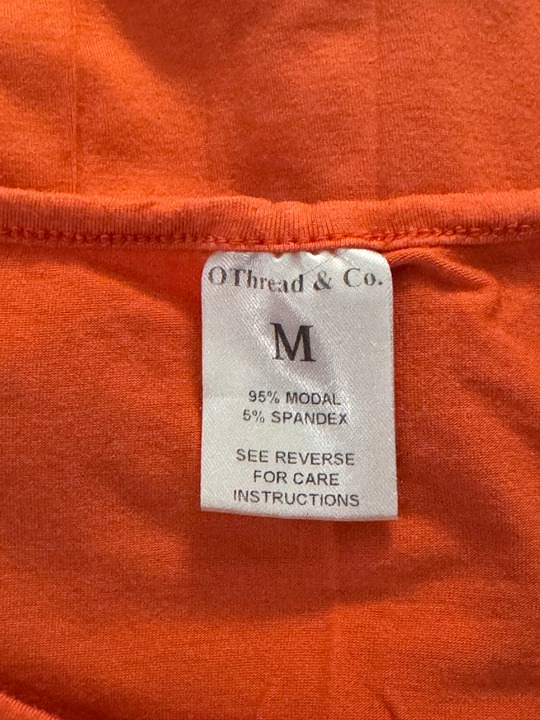 OThread & Co.
M
95% MODAL
5% SPANDEX
SEE REVERSE
FOR CARE
INSTRUCTIONS